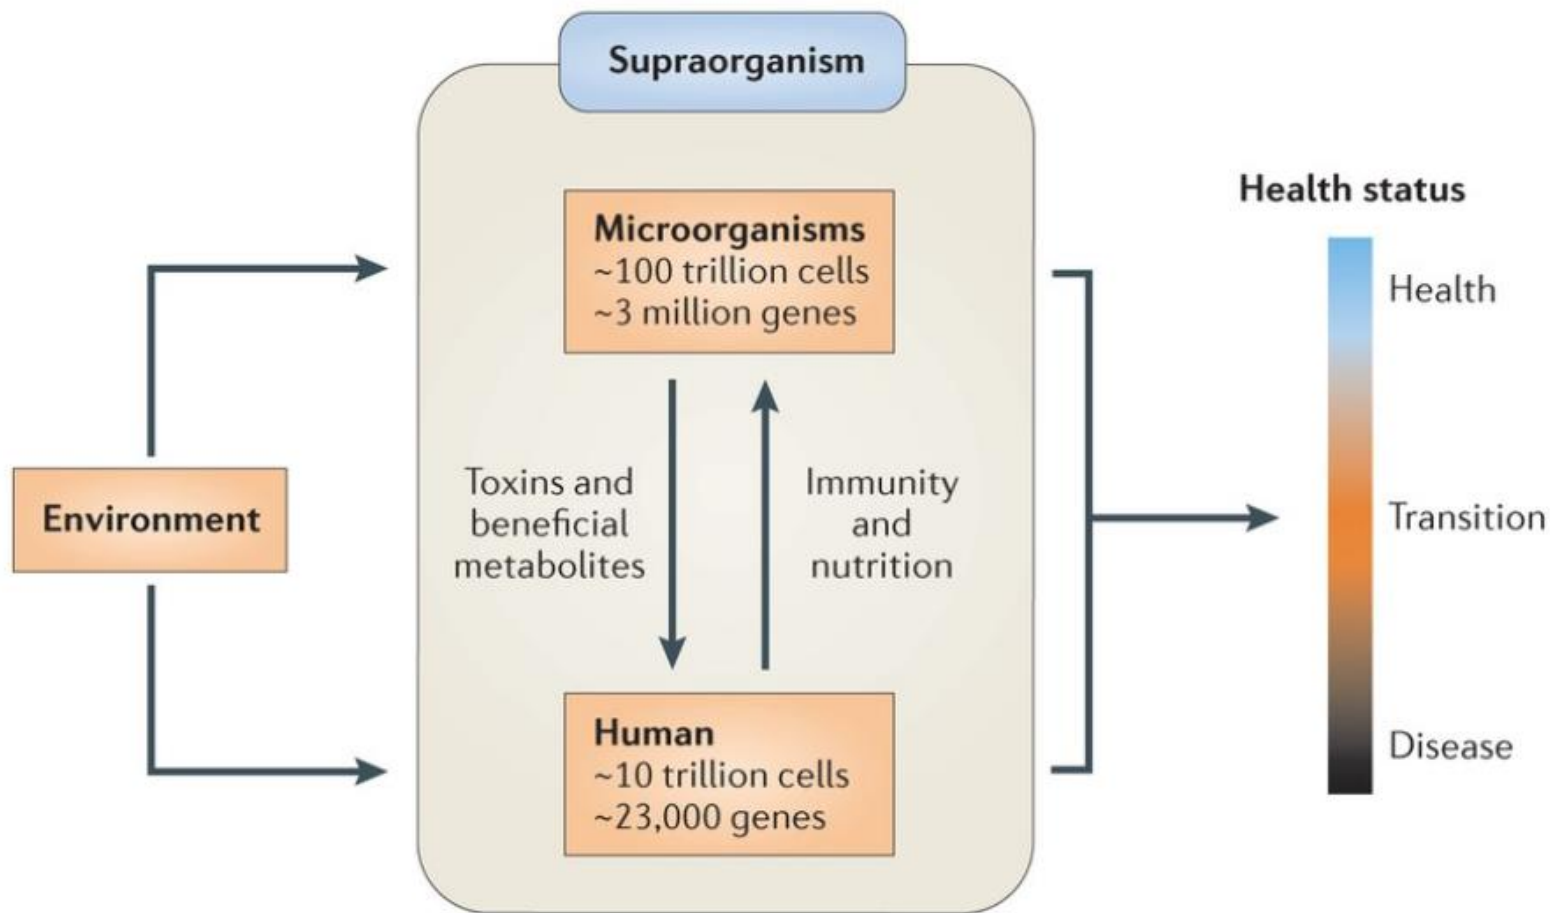 Supraorganism
Microorganisms
~100 trillion cells
~3 million genes
Environment
Toxins and
beneficial
metabolites
Immunity
and
nutrition
Human
~10 trillion cells
~23,000 genes
Health status
Health
Transition
Disease